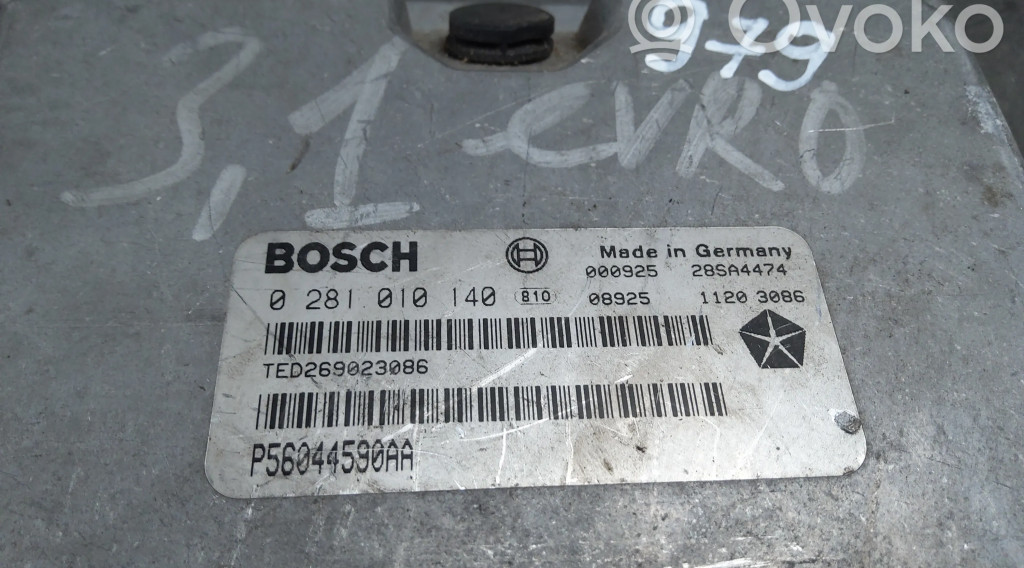 Ovoko
979
3,1 EVRO
BOSCH
Made in Germany
000925 28SA4474
0 281 010 140 810 08925 1120 3086
TED269023086
P56044590AA